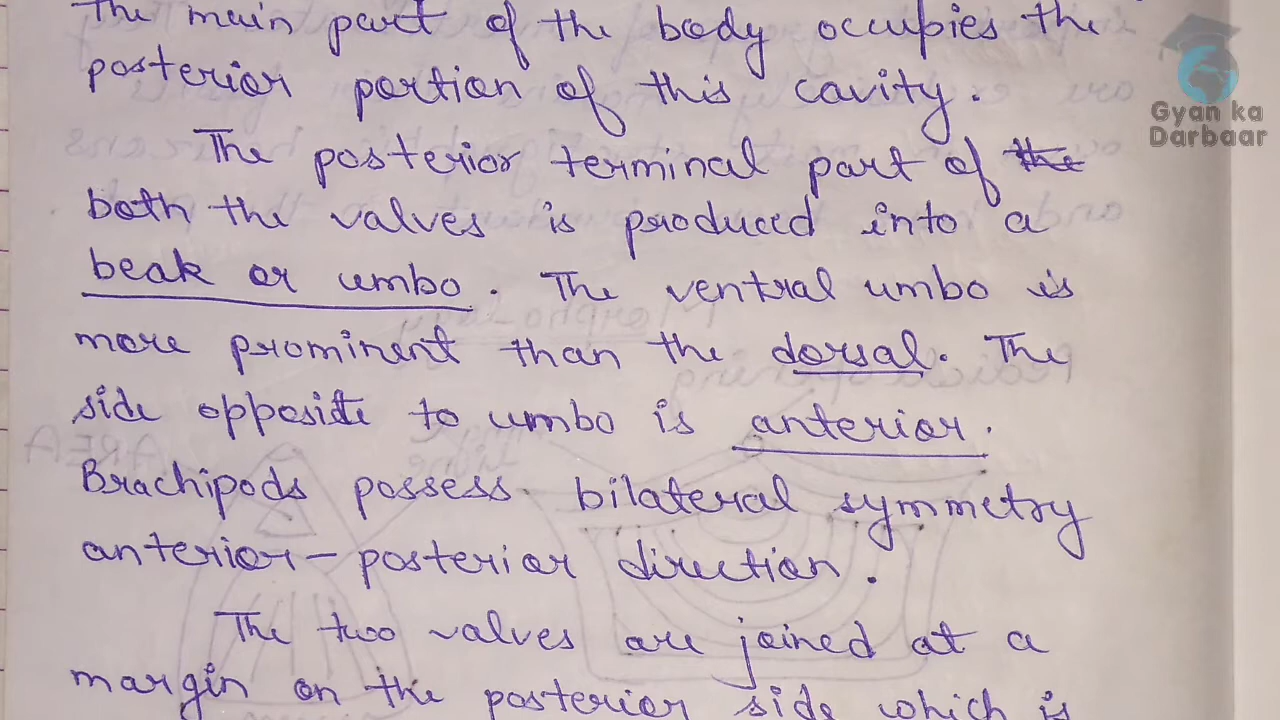 The main part of the body occupies the
posterior portion of this cavity.
The posterior terminal part of the
both the valves is produced into a
beak or umbo. The ventral umbo is
more prominent than the dorsal. The
side opposite to umbo is anterior.
Brachipods possess bilateral symmetry
anterior-posterior direction.
The two valves are joined at a
margin on the posterior side which is
Gyan ka
Darbaar